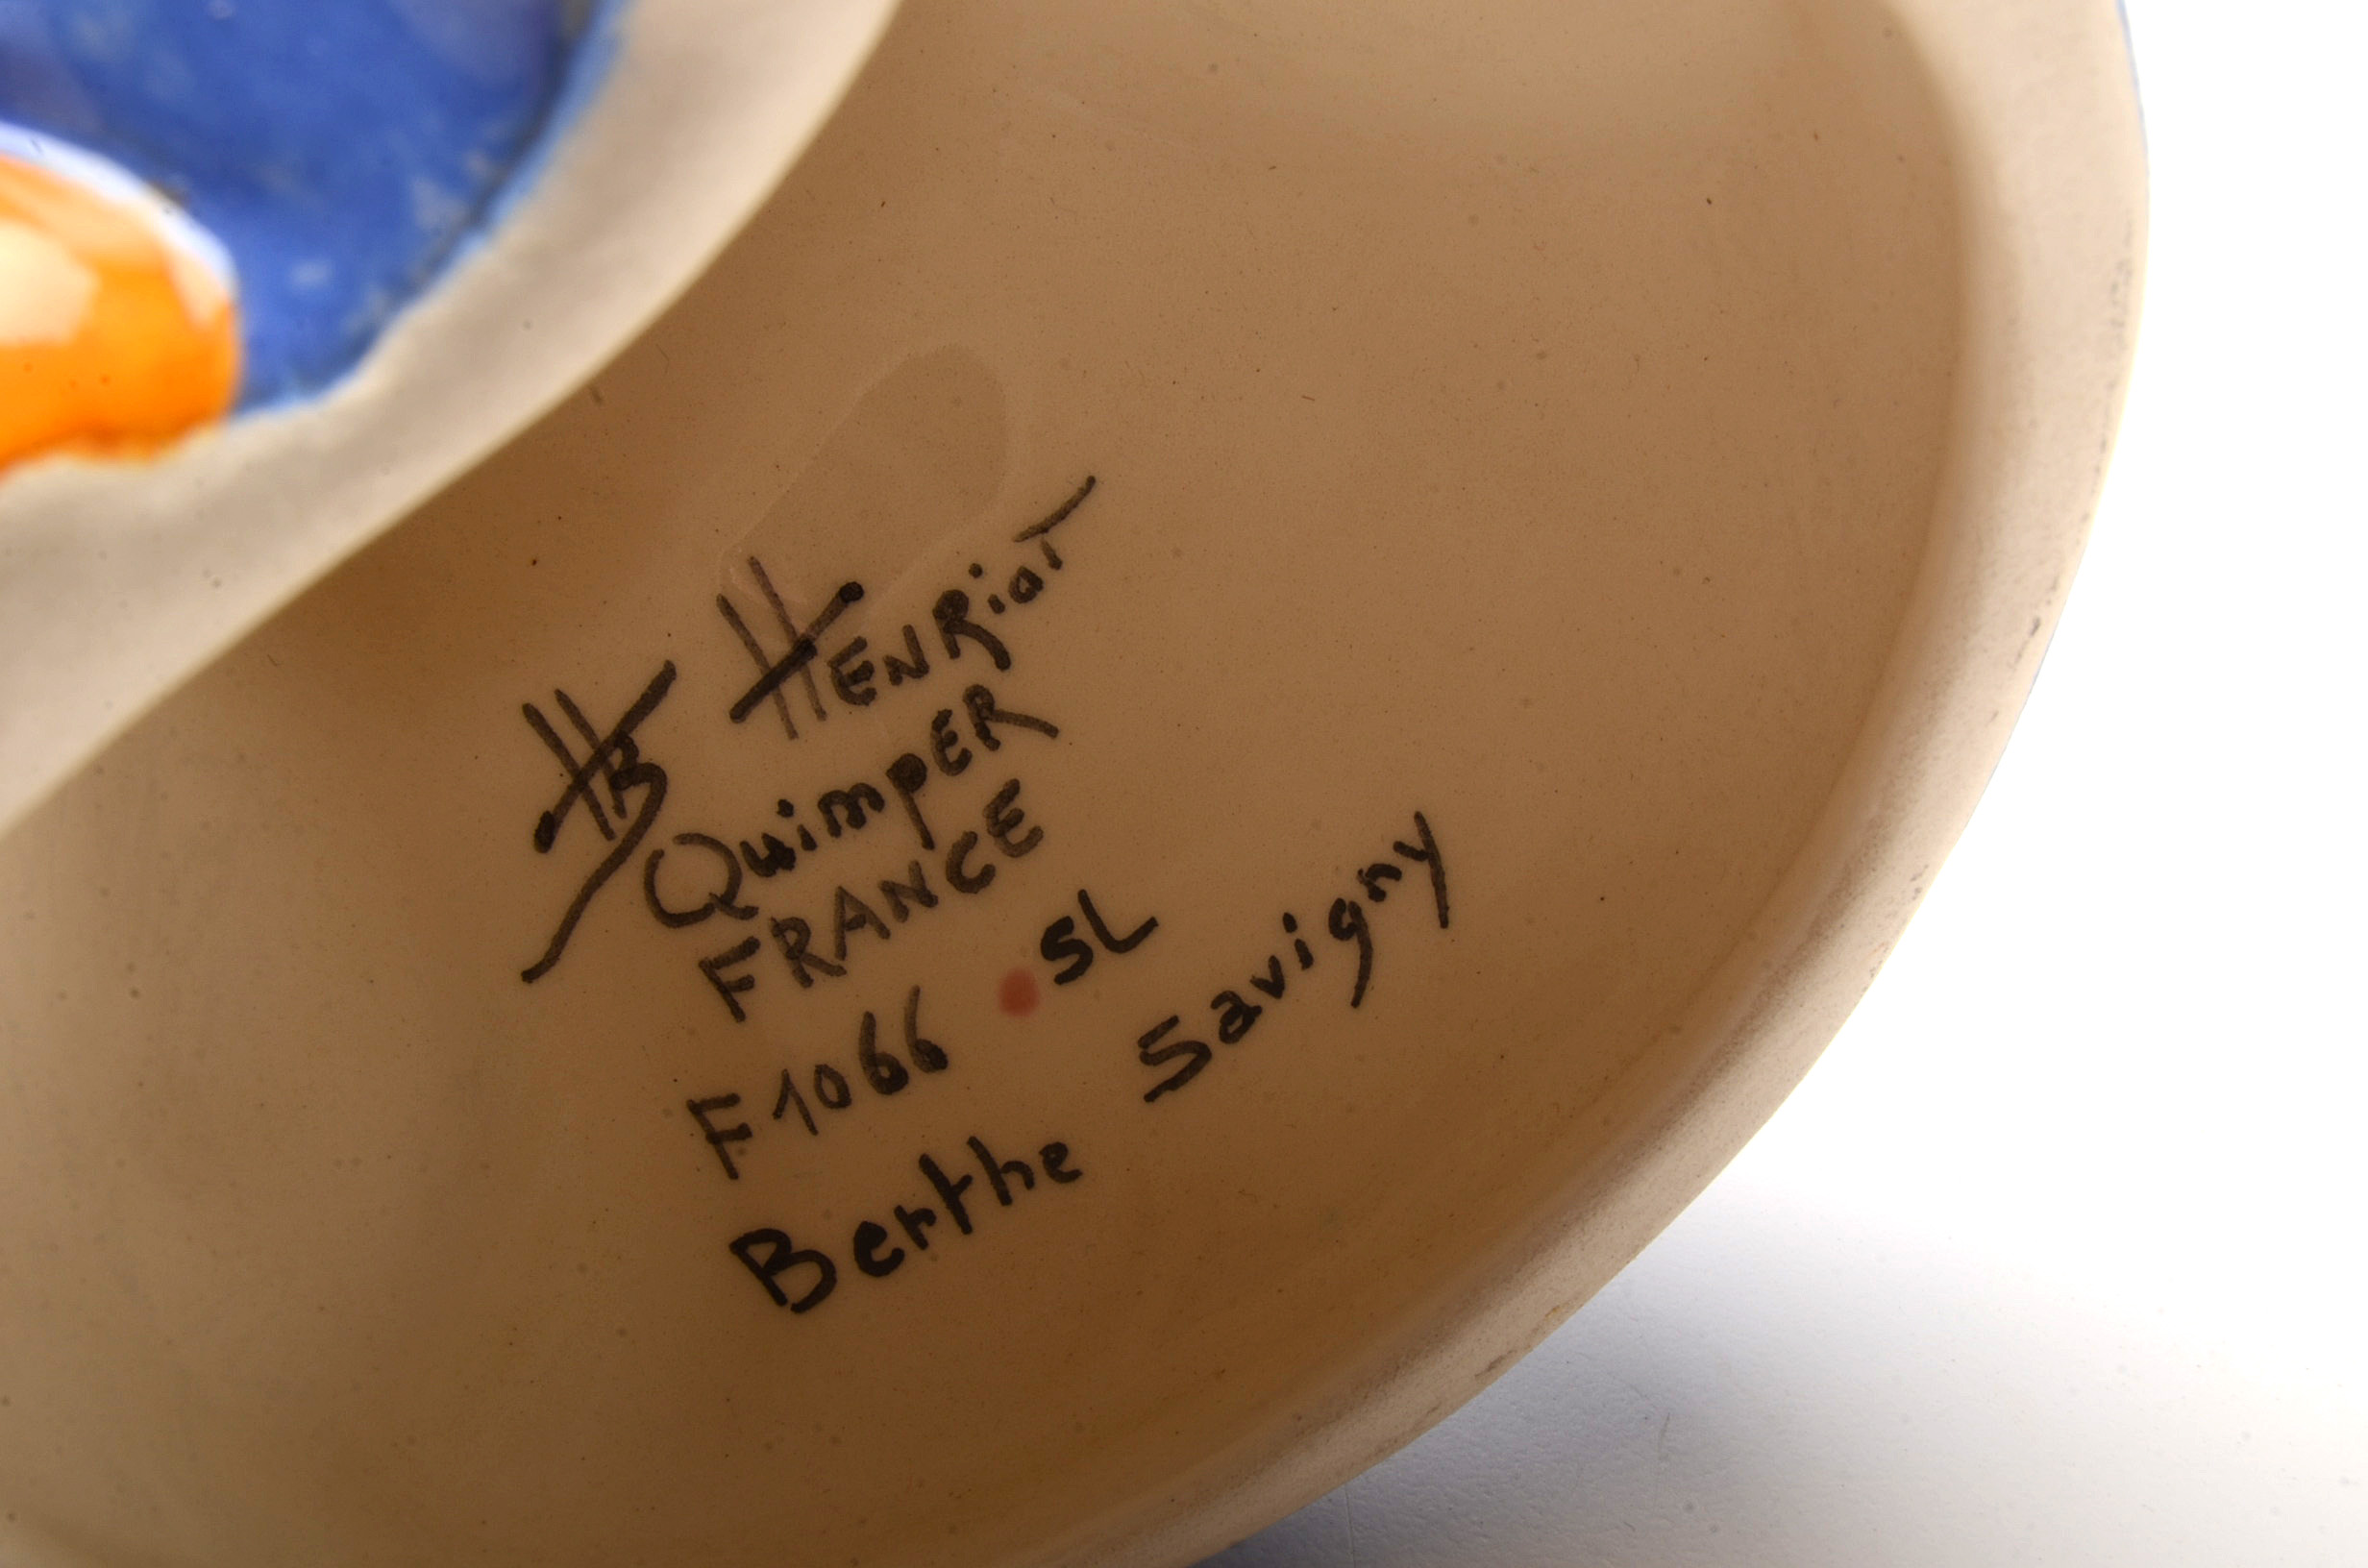 HB HENRiOT
QuimpER
FRANCE
F1066 SL
Berthe Savigny